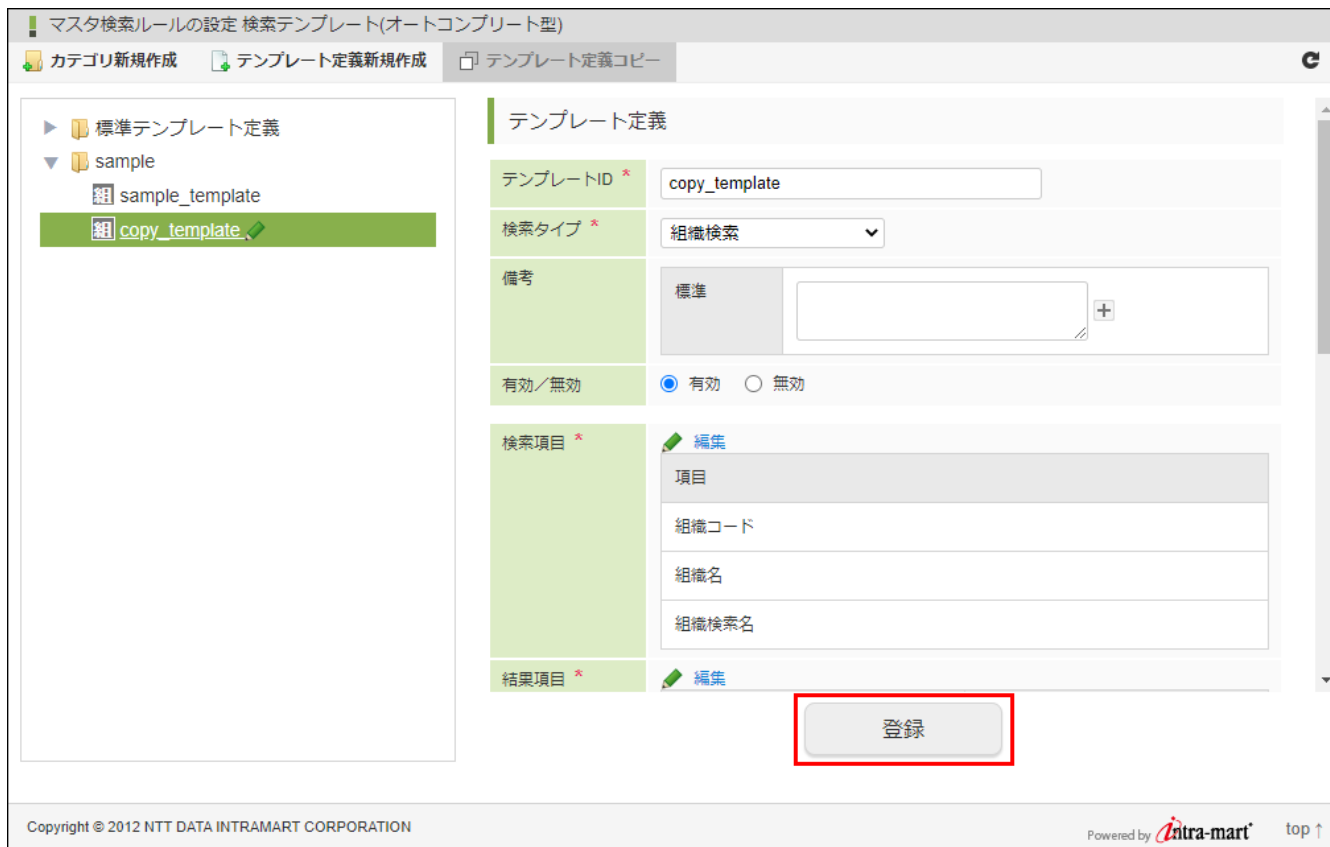 マスタ検索ルールの設定 検索テンプレート(オートコンプリート型)
カテゴリ新規作成 テンプレート定義新規作成 テンプレート定義コピー
標準テンプレート定義
sample
組 sample_template
組 copy_template
テンプレート定義
テンプレートID * copy_template
検索タイプ * 組織検索
備考 標準
有効／無効 有効 無効
検索項目 * 編集
項目
組織コード
組織名
組織検索名
結果項目 * 編集
登録
Copyright © 2012 NTT DATA INTRAMART CORPORATION
Powered by intra-mart top ↑